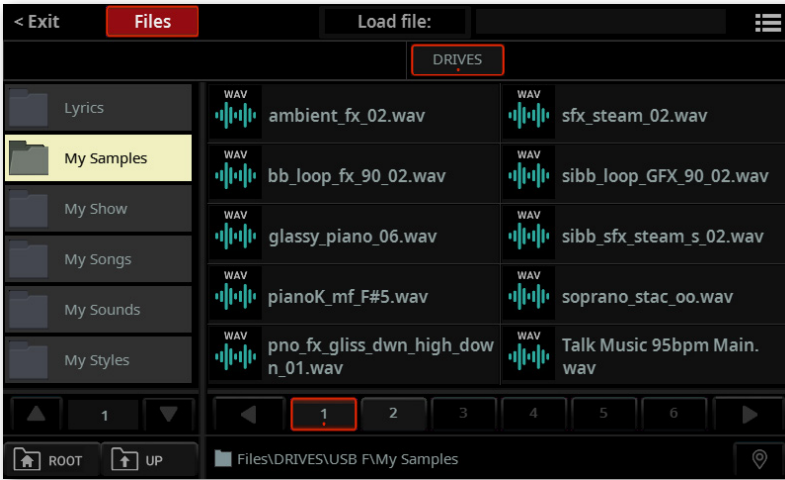 < Exit
Files
Load file:
DRIVES
Lyrics
My Samples
My Show
My Songs
My Sounds
My Styles
WAV
ambient_fx_02.wav
WAV
sfx_steam_02.wav
WAV
bb_loop_fx_90_02.wav
WAV
sibb_loop_GFX_90_02.wav
WAV
glassy_piano_06.wav
WAV
sibb_sfx_steam_s_02.wav
WAV
pianoK_mf_F#5.wav
WAV
soprano_stac_oo.wav
WAV
pno_fx_gliss_dwn_high_dow
n_01.wav
WAV
Talk Music 95bpm Main.
wav
1
1
2
3
4
5
6
ROOT
UP
Files\DRIVES\USB F\My Samples